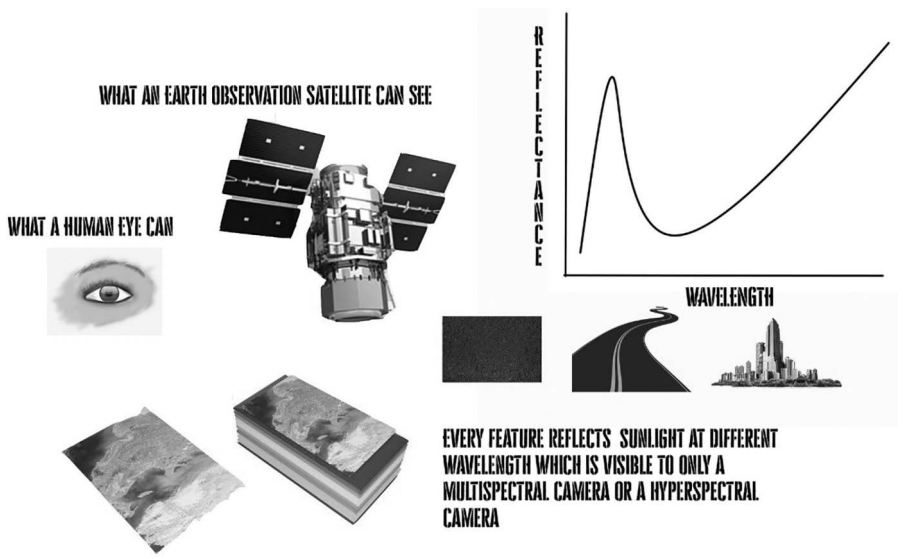 WHAT AN EARTH OBSERVATION SATELLITE CAN SEE
WHAT A HUMAN EYE CAN
REFLECTANCE
WAVELENGTH
EVERY FEATURE REFLECTS SUNLIGHT AT DIFFERENT
WAVELENGTH WHICH IS VISIBLE TO ONLY A
MULTISPECTRAL CAMERA OR A HYPERSPECTRAL
CAMERA